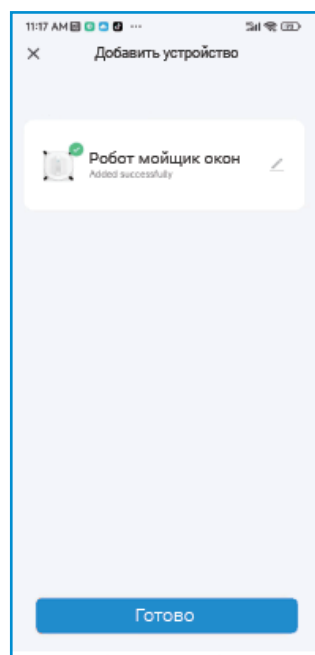 11:17 AM
Добавить устройство
Робот мойщик окон
Added successfully
Готово